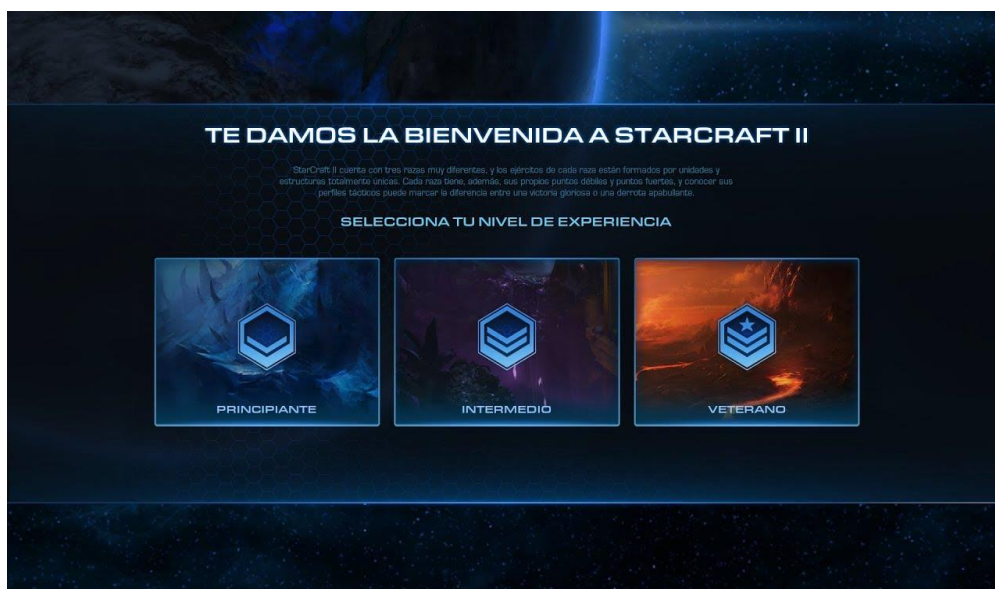 TE DAMOS LA BIENVENIDA A STARCRAFT II
StarCraft II cuenta con tres razas muy diferentes, y los ejércitos de cada raza están formados por unidades y
estructuras totalmente únicas. Cada raza tiene, además, sus propios puntos débiles y puntos fuertes, y conocer sus
perfiles tácticos puede marcar la diferencia entre una victoria gloriosa o una derrota apabullante.
SELECCIONA TU NIVEL DE EXPERIENCIA
PRINCIPIANTE
INTERMEDIO
VETERANO